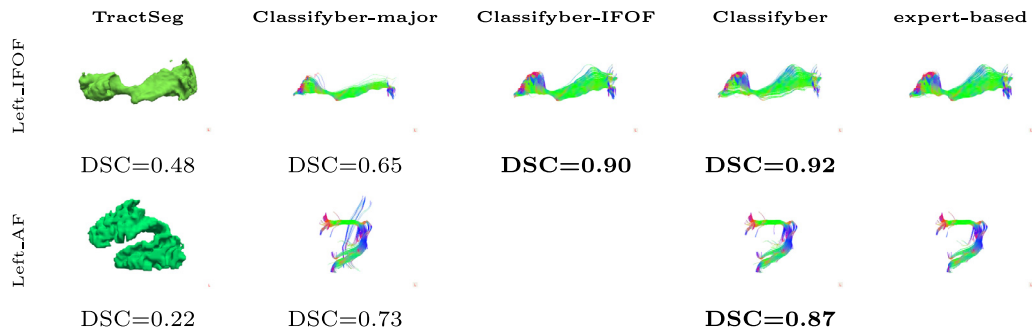 TractSeg Classifyber-major Classifyber-IFOF Classifyber expert-based
Left_IFOF
DSC=0.48 DSC=0.65 DSC=0.90 DSC=0.92
Left_AF
DSC=0.22 DSC=0.73 DSC=0.87